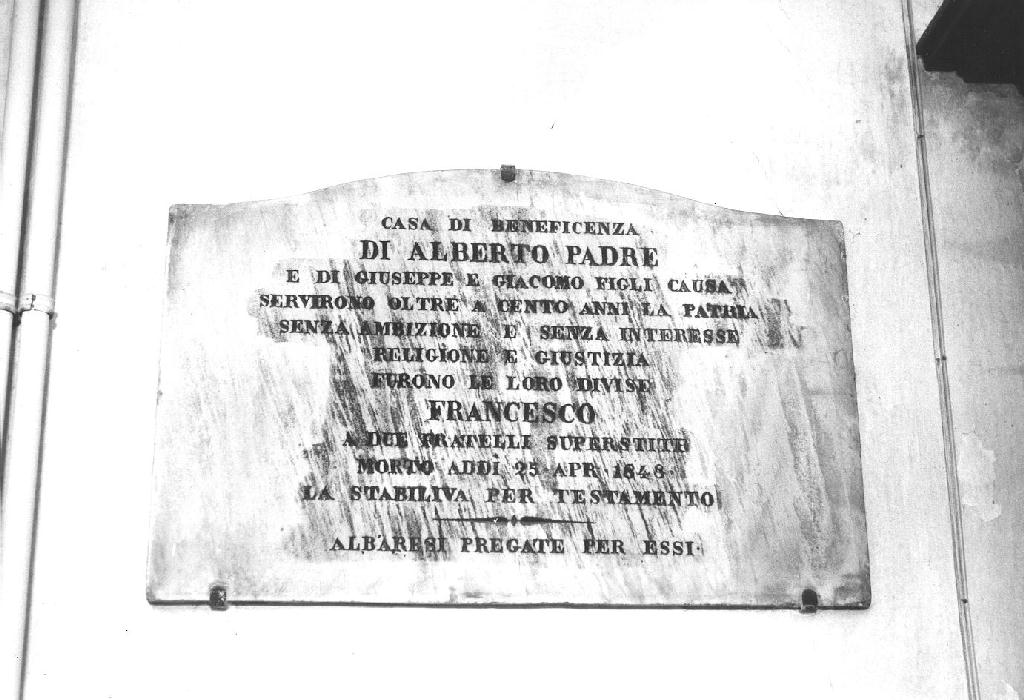 CASA DI BENEFICENZA
DI ALBERTO PADRE
E DI GIUSEPPE E GIACOMO FIGLI CAUSA
SERVIRONO OLTRE A CENTO ANNI LA PATRIA
SENZA AMBIZIONE E SENZA INTERESSE
RELIGIONE E GIUSTIZIA
FURONO LE LORO DIVISE
FRANCESCO
A DUE FRATELLI SUPERSTITE
MORTO ADDÌ 25 APR. 1848
LA STABILIVA PER TESTAMENTO
ALBARESI PREGATE PER ESSI.